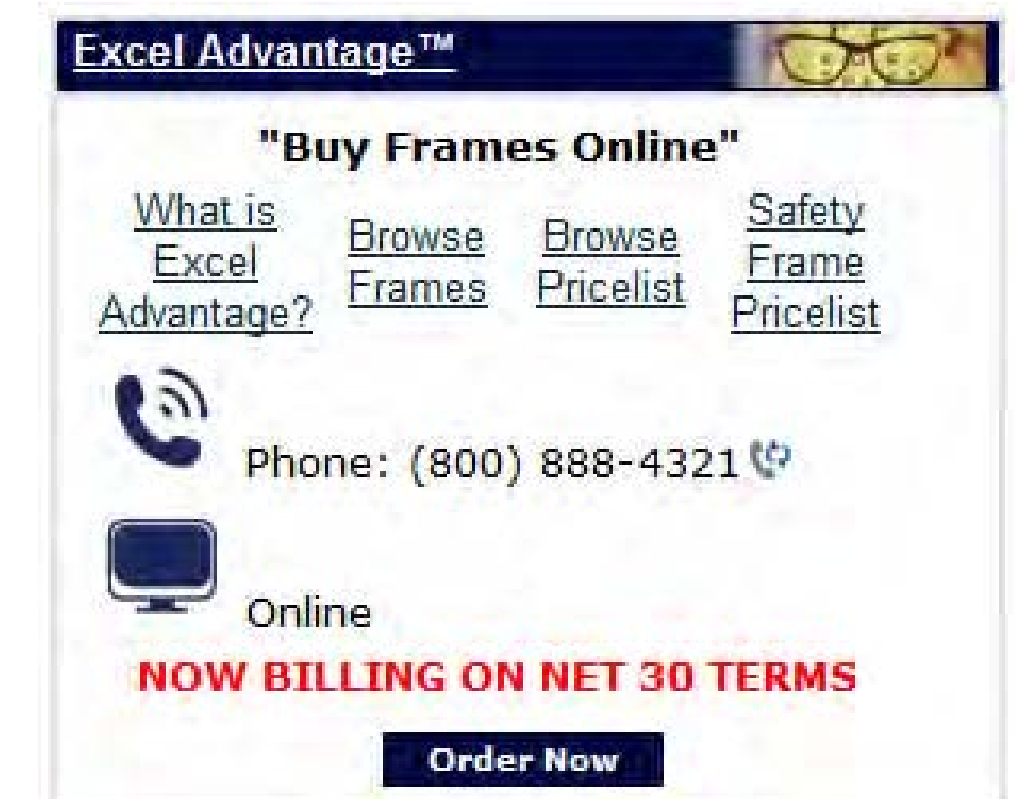 Excel Advantage™
"Buy Frames Online"
What is
Excel
Advantage?
Browse
Frames
Browse
Pricelist
Safety
Frame
Pricelist
Phone: (800) 888-4321
Online
NOW BILLING ON NET 30 TERMS
Order Now